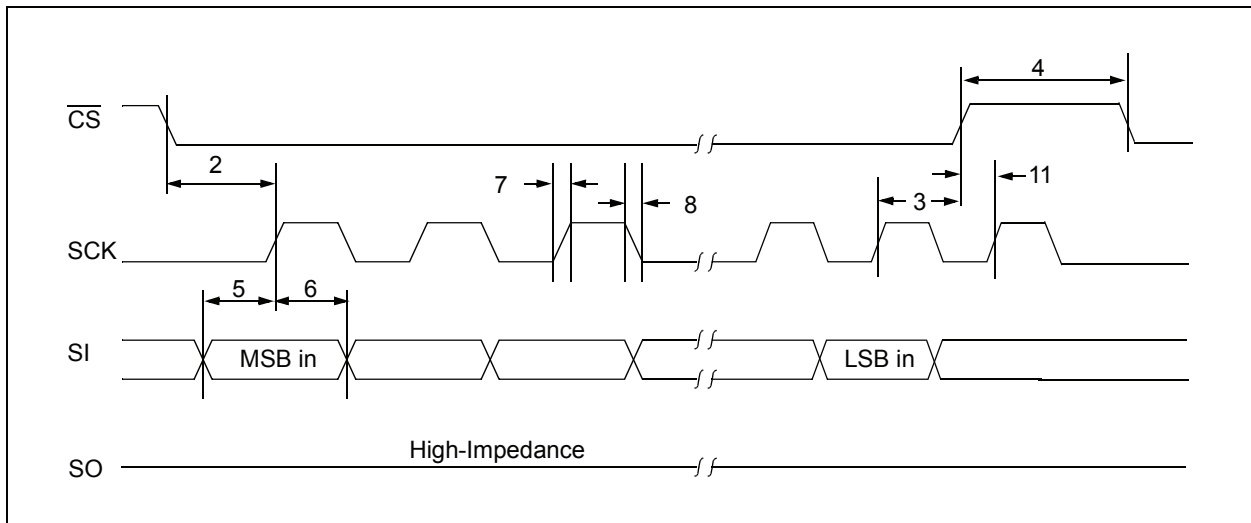 4
CS
2
7
8
3
11
SCK
5
6
SI
MSB in
LSB in
High-Impedance
SO